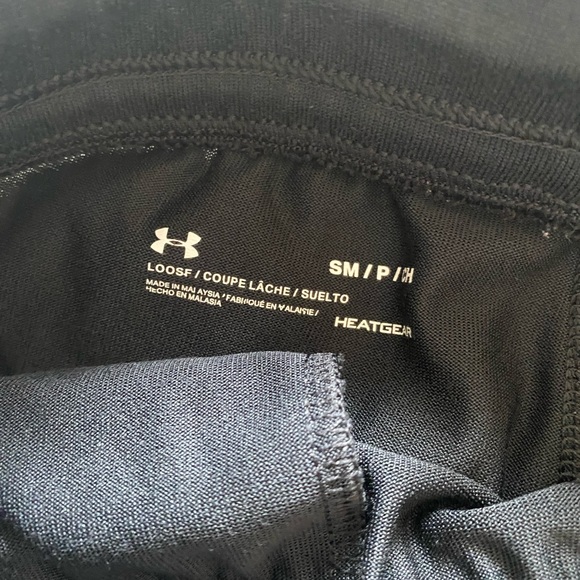 SM / P / CH
LOOSE / COUPE LÂCHE / SUELTO
MADE IN MALAYSIA / FABRIQUÉ EN MALAISIE /
HECHO EN MALASIA
HEATGEAR